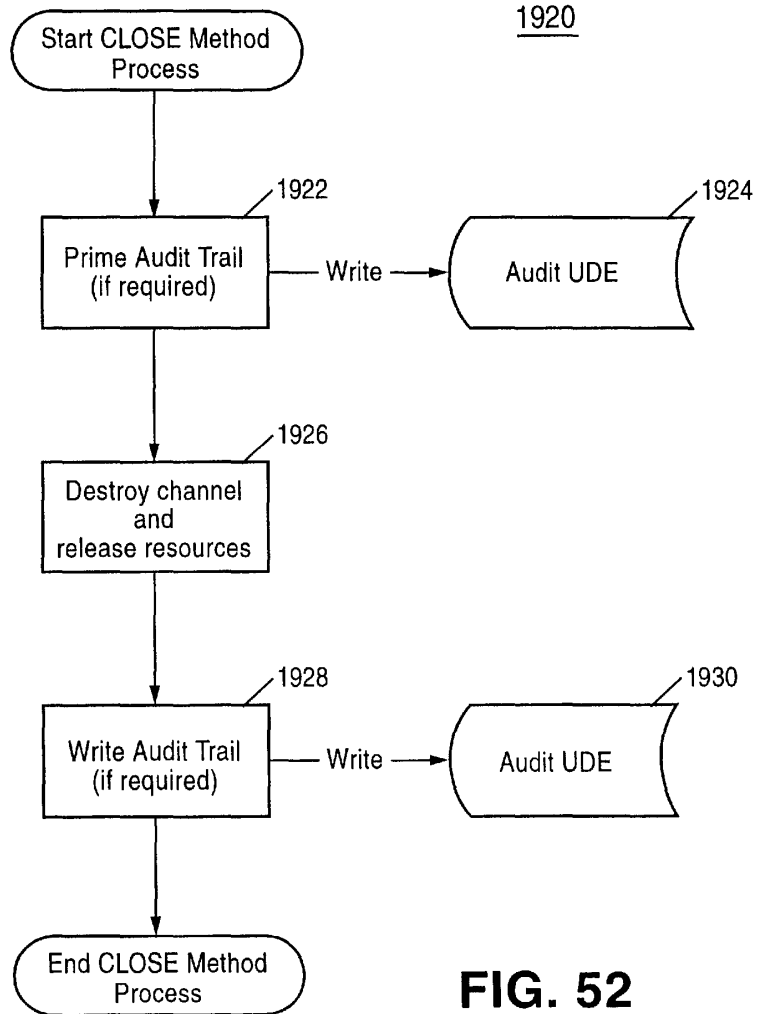 1920
Start CLOSE Method
Process
1922
1924
Prime Audit Trail
(if required)
Write
Audit UDE
1926
Destroy channel
and
release resources
1928
1930
Write Audit Trail
(if required)
Write
Audit UDE
End CLOSE Method
Process
FIG. 52